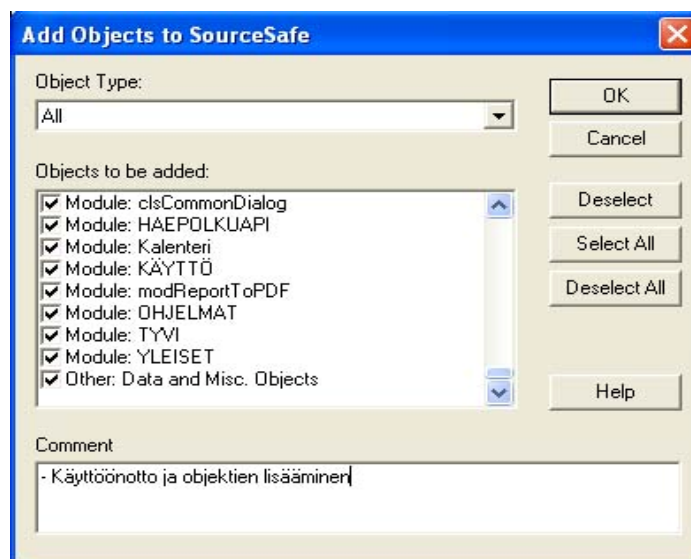 Add Objects to SourceSafe
Object Type:
All
OK
Cancel
Objects to be added:
Module: clsCommonDialog
Module: HAEPOLKUAPI
Module: Kalenteri
Module: KÄYTTÖ
Module: modReportToPDF
Module: OHJELMAT
Module: TYVI
Module: YLEISET
Other: Data and Misc. Objects
Deselect
Select All
Deselect All
Help
Comment
- Käyttöönotto ja objektien lisääminen